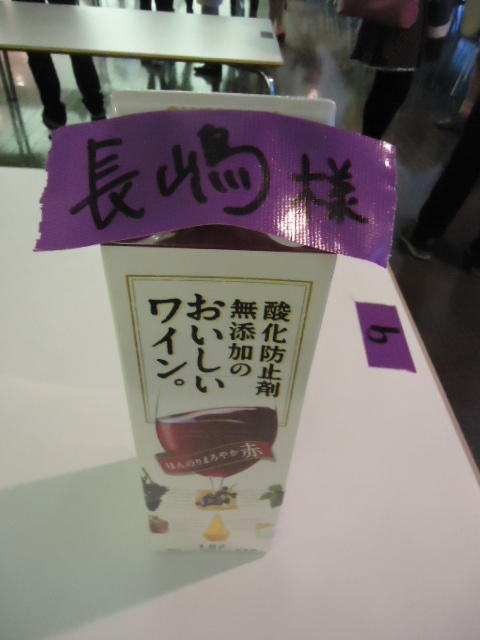 長嶋様
酸化防止剤
無添加の
おいしい
ワイン。
ほんのりまろやか 赤
6